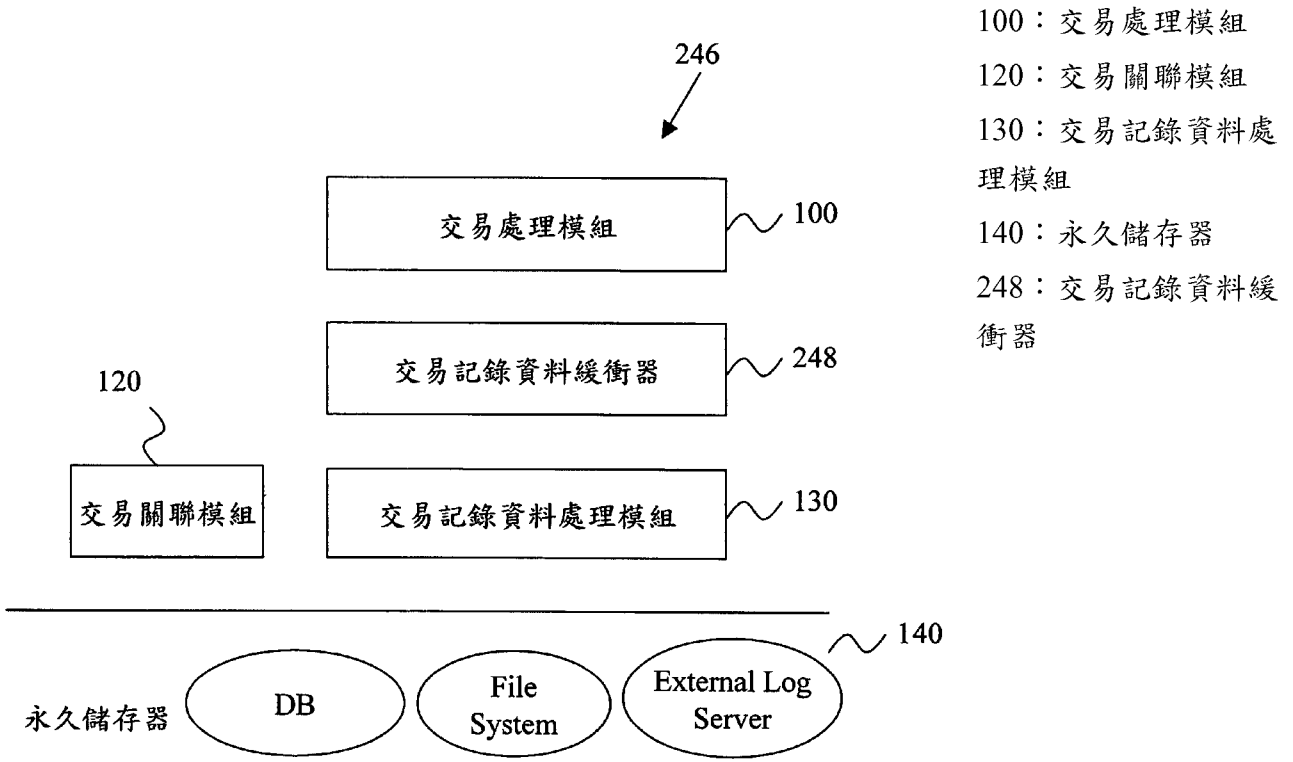 246
交易處理模組
100
交易記錄資料緩衝器
248
120
交易關聯模組
交易記錄資料處理模組
130
140
永久儲存器
DB
File
System
External Log
Server
100：交易處理模組
120：交易關聯模組
130：交易記錄資料處
理模組
140：永久儲存器
248：交易記錄資料緩
衝器